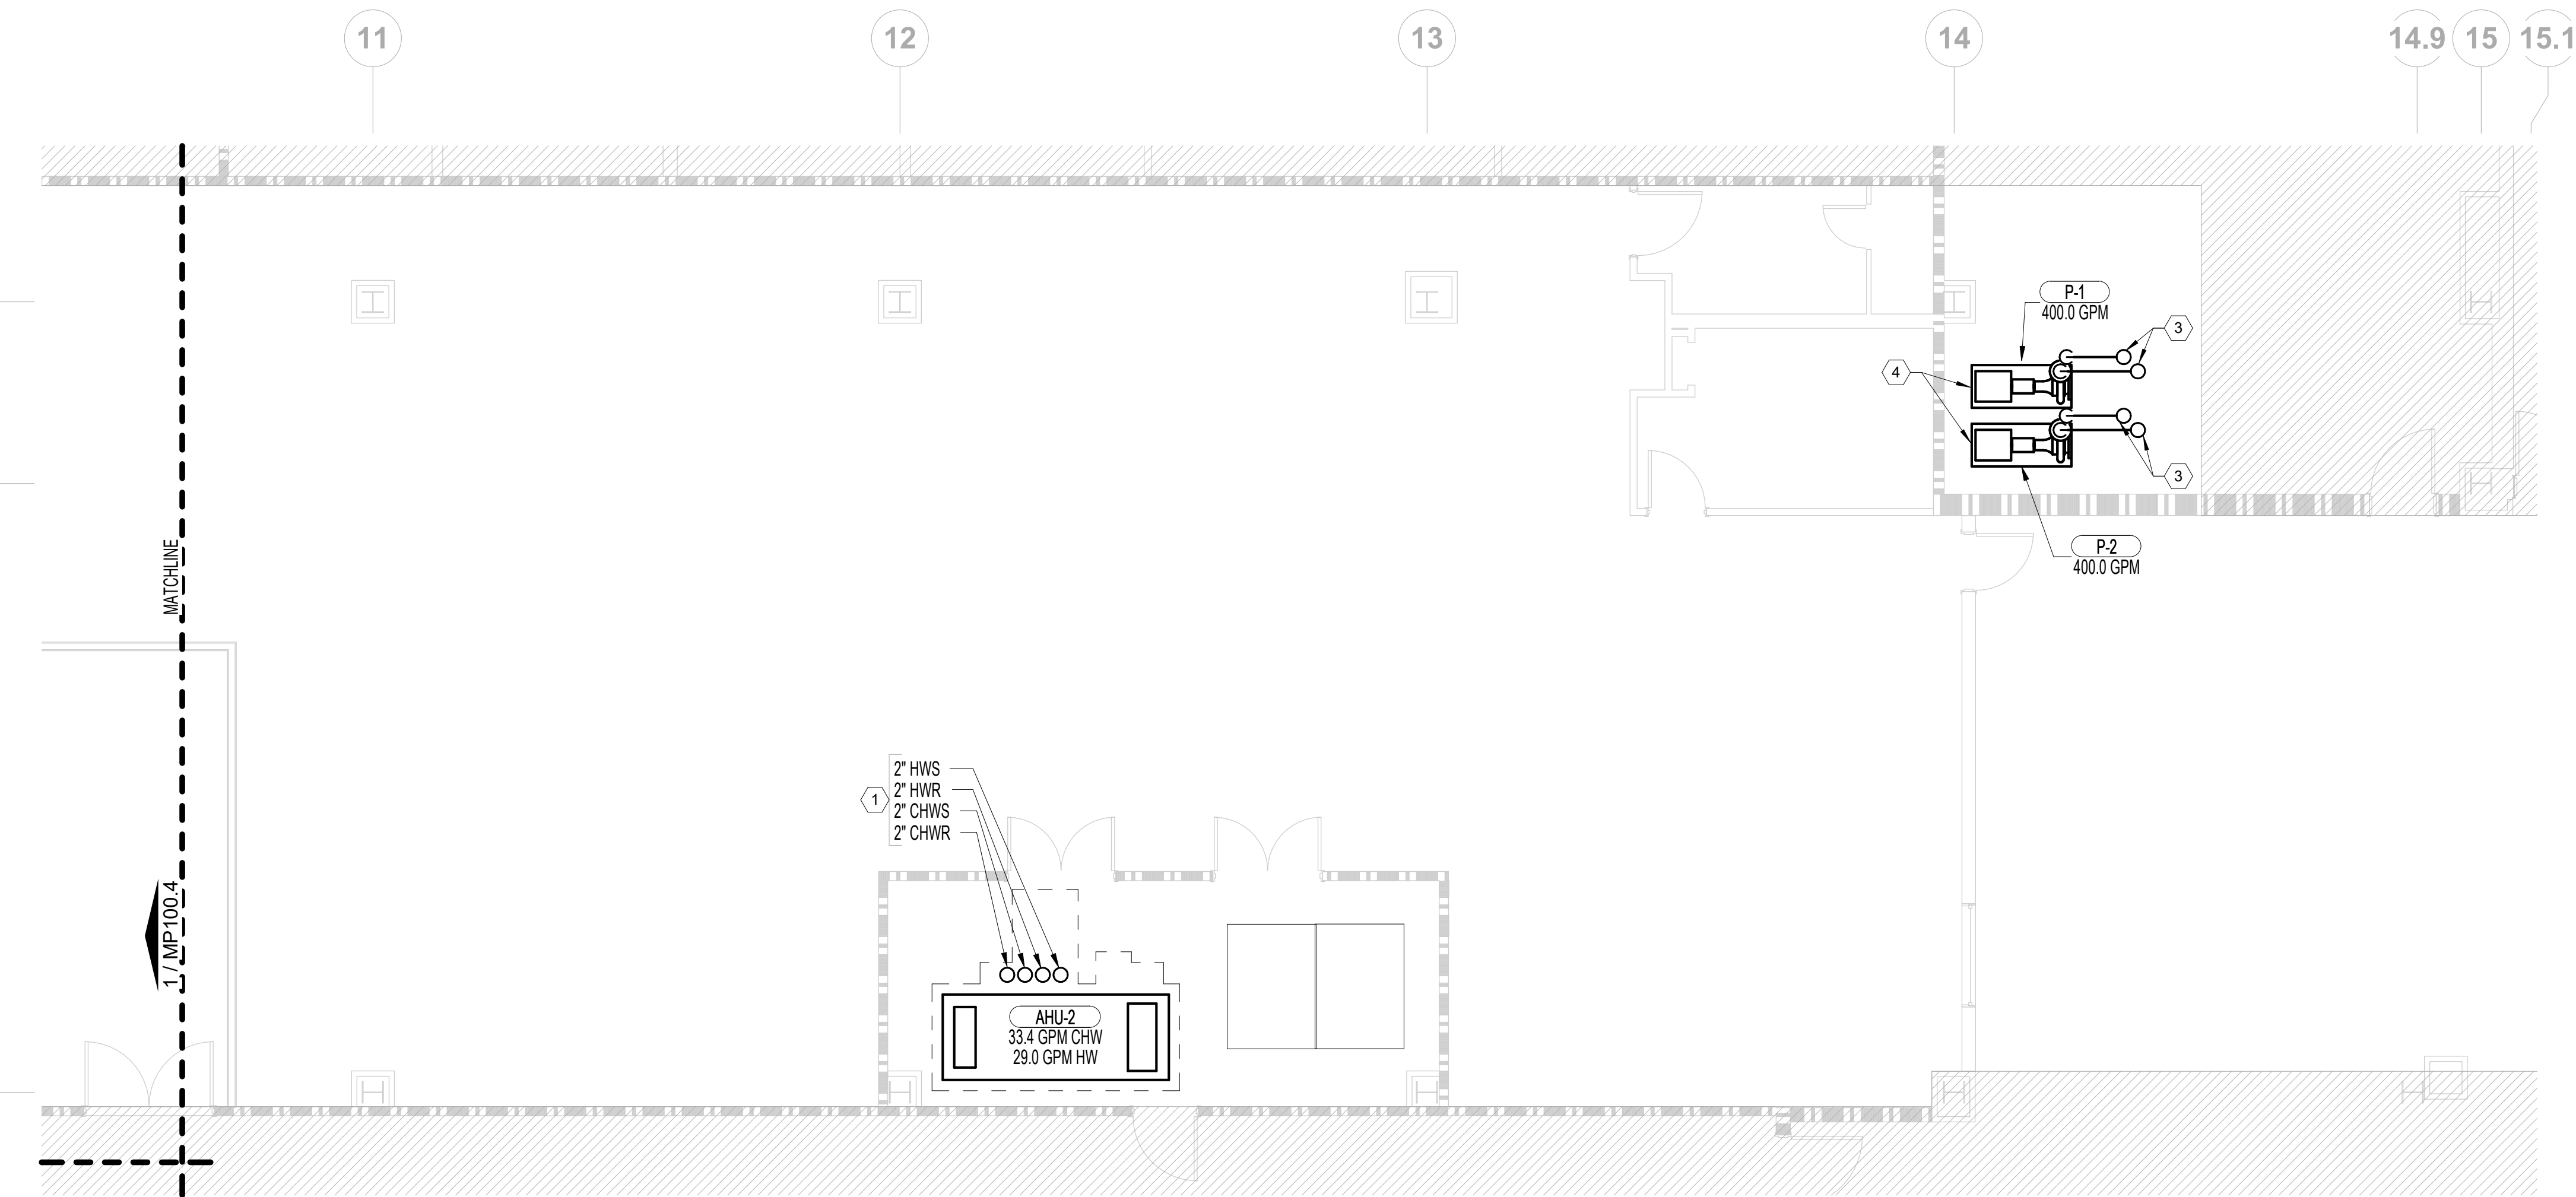 11
12
13
14
14.9
15
15.1
P-1
400.0 GPM
3
4
3
P-2
400.0 GPM
MATCHLINE
1 / MP100.4
1
2" HWS
2" HWR
2" CHWS
2" CHWR
AHU-2
33.4 GPM CHW
29.0 GPM HW